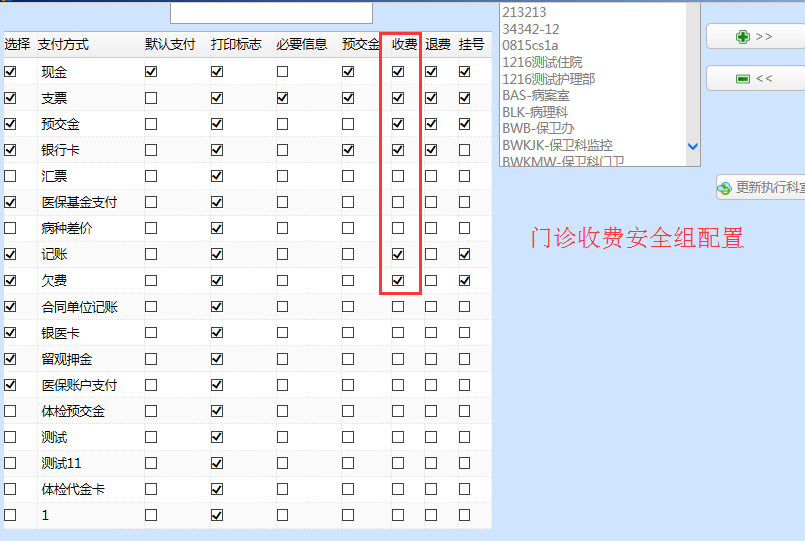 选择 支付方式 默认支付 打印标志 必要信息 预交金 收费 退费 挂号
现金
支票
预交金
银行卡
汇票
医保基金支付
病种差价
记账
欠费
合同单位记账
银医卡
留观押金
医保账户支付
体检预交金
测试
测试11
体检代金卡
1
213213
34342-12
0815cs1a
1216测试住院
1216测试护理部
BAS-病案室
BLK-病理科
BWB-保卫办
BWKJK-保卫科监控
BWKMW-保卫科门卫
>>
<<
更新执行科室
门诊收费安全组配置